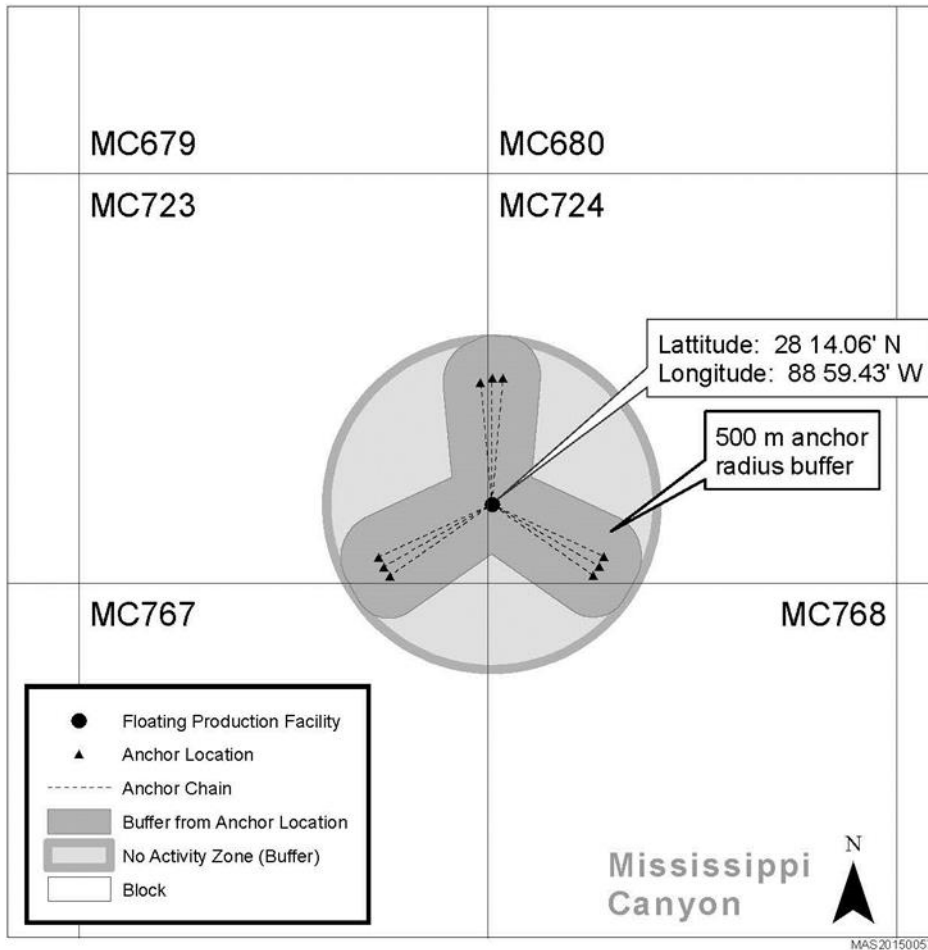 MC679
MC680
MC723
MC724
Lattitude: 28 14.06' N
Longitude: 88 59.43' W
500 m anchor
radius buffer
MC767
MC768
Floating Production Facility
Anchor Location
Anchor Chain
Buffer from Anchor Location
No Activity Zone (Buffer)
Block
Mississippi
Canyon
N
MAS2015005